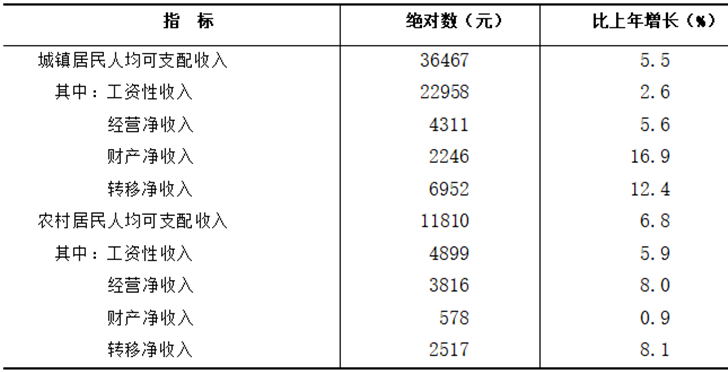 指 标 绝对数（元） 比上年增长（%）
城镇居民人均可支配收入 36467 5.5
其中：工资性收入 22958 2.6
经营净收入 4311 5.6
财产净收入 2246 16.9
转移净收入 6952 12.4
农村居民人均可支配收入 11810 6.8
其中：工资性收入 4899 5.9
经营净收入 3816 8.0
财产净收入 578 0.9
转移净收入 2517 8.1